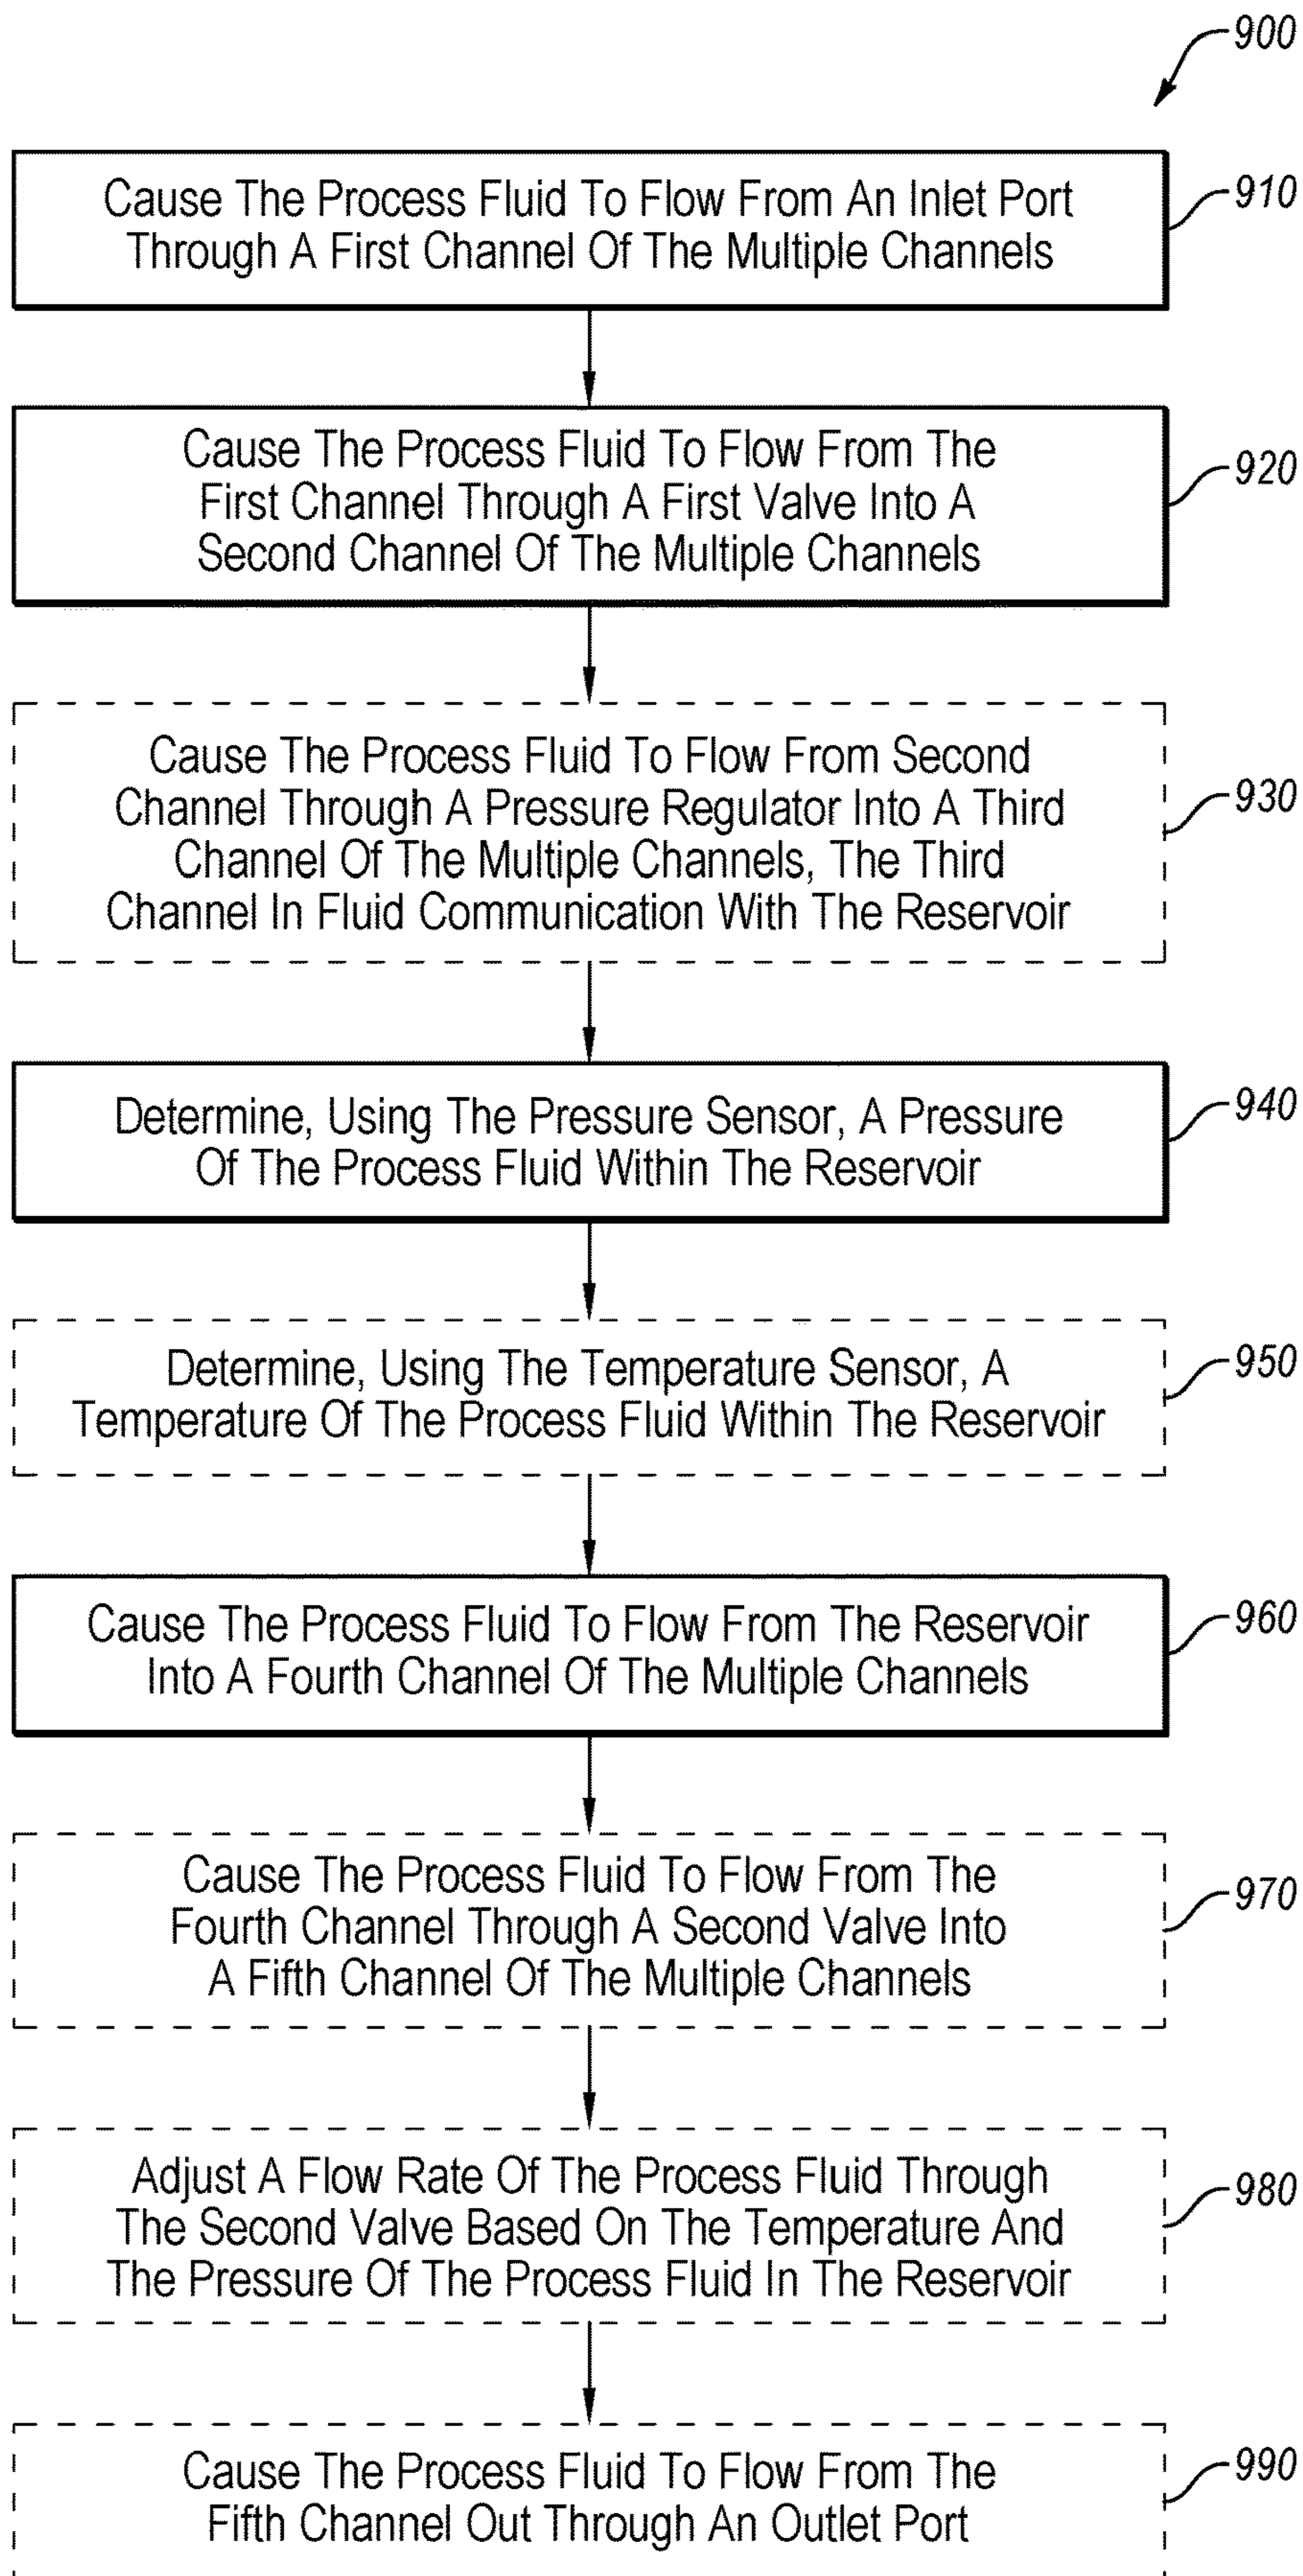 900
Cause The Process Fluid To Flow From An Inlet Port
Through A First Channel Of The Multiple Channels
910
Cause The Process Fluid To Flow From The
First Channel Through A First Valve Into A
Second Channel Of The Multiple Channels
920
Cause The Process Fluid To Flow From Second
Channel Through A Pressure Regulator Into A Third
Channel Of The Multiple Channels, The Third
Channel In Fluid Communication With The Reservoir
930
Determine, Using The Pressure Sensor, A Pressure
Of The Process Fluid Within The Reservoir
940
Determine, Using The Temperature Sensor, A
Temperature Of The Process Fluid Within The Reservoir
950
Cause The Process Fluid To Flow From The Reservoir
Into A Fourth Channel Of The Multiple Channels
960
Cause The Process Fluid To Flow From The
Fourth Channel Through A Second Valve Into
A Fifth Channel Of The Multiple Channels
970
Adjust A Flow Rate Of The Process Fluid Through
The Second Valve Based On The Temperature And
The Pressure Of The Process Fluid In The Reservoir
980
Cause The Process Fluid To Flow From The
Fifth Channel Out Through An Outlet Port
990